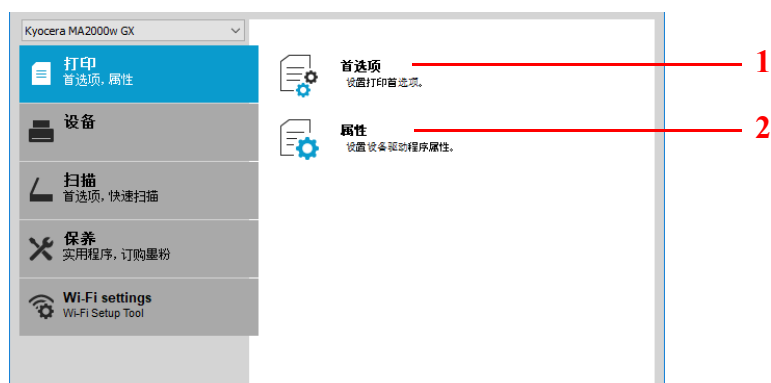 Kyocera MA2000w GX
打印
首选项, 属性
设备
扫描
首选项, 快速扫描
保养
实用程序, 订购墨粉
Wi-Fi settings
Wi-Fi Setup Tool
首选项
设置打印首选项。
1
属性
设置设备驱动程序属性。
2